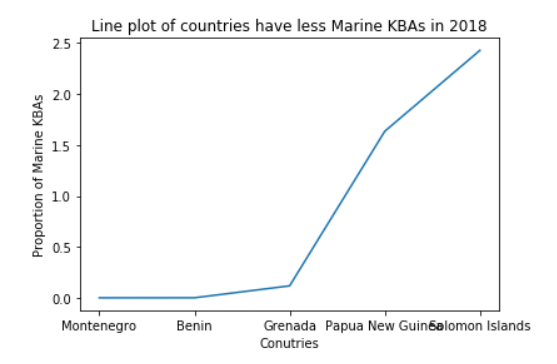 Line plot of countries have less Marine KBAs in 2018
Proportion of Marine KBAs
2.5
2.0
1.5
1.0
0.5
0.0
Montenegro Benin Grenada Papua New Guinea Solomon Islands
Conutries